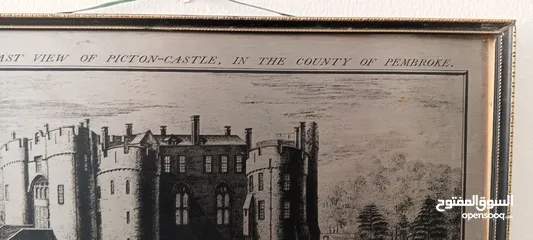 AST VIEW OF PICTON-CASTLE, IN THE COUNTY OF PEMBROKE.
السوق المفتوح
opensooq.com